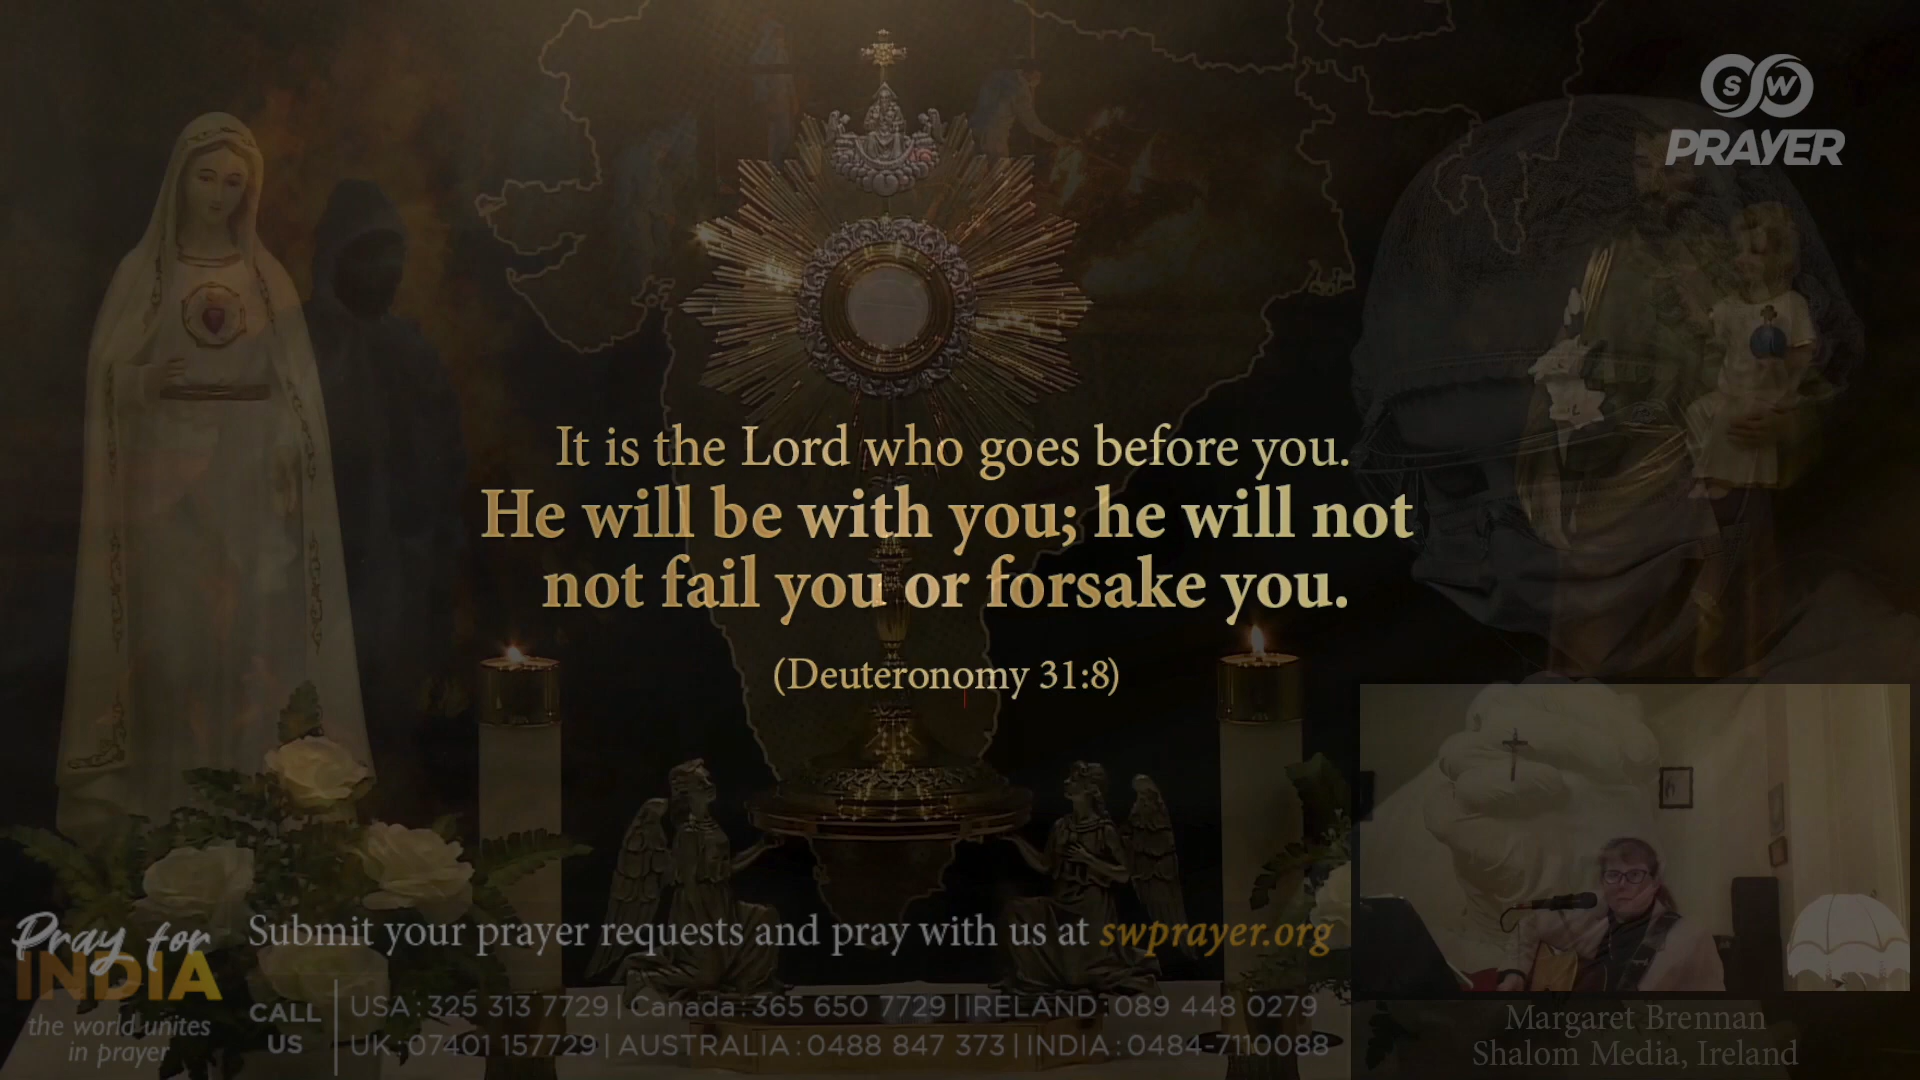 SW
PRAYER
It is the Lord who goes before you.
He will be with you; he will not
not fail you or forsake you.
(Deuteronomy 31:8)
Pray for
INDIA
the world unites
in prayer
Submit your prayer requests and pray with us at swprayer.org
CALL
US
USA : 325 313 7729 | Canada : 365 650 7729 | IRELAND : 089 448 0279
UK : 07401 157729 | AUSTRALIA : 0488 847 373 | INDIA : 0484-7110088
Margaret Brennan
Shalom Media, Ireland